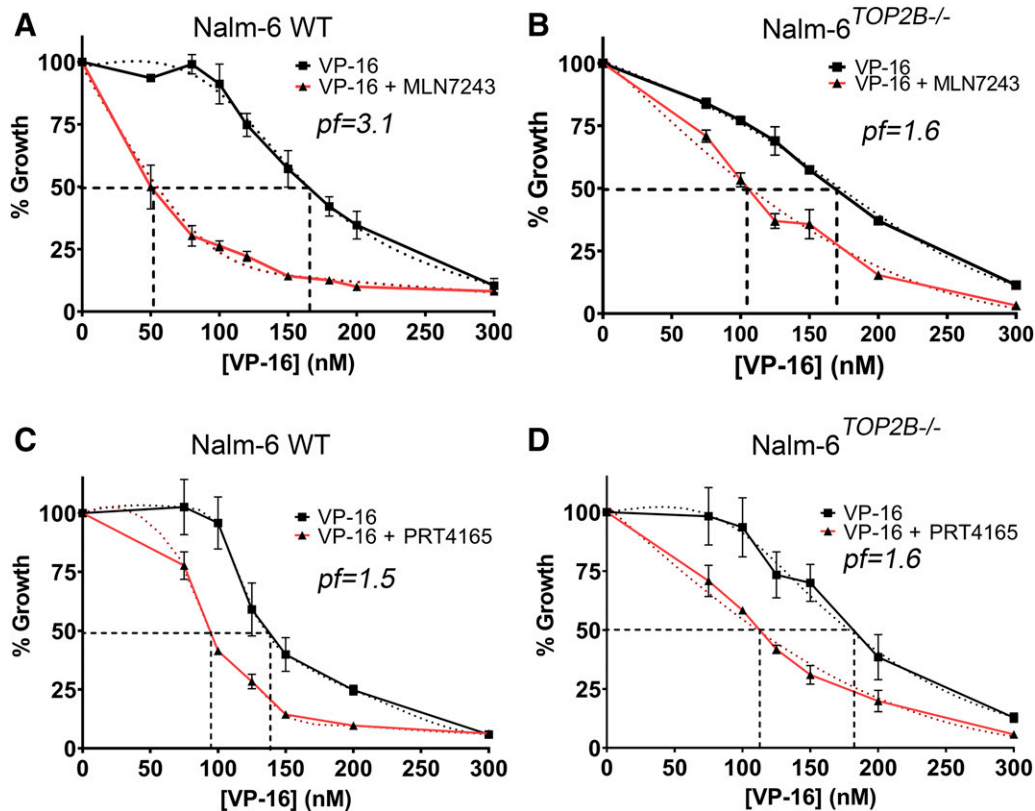 A
Nalm-6 WT
VP-16
VP-16 + MLN7243
pf=3.1
% Growth
100
75
50
25
0
0 50 100 150 200 250 300
[VP-16] (nM)
B
Nalm-6 TOP2B-/-
VP-16
VP-16 + MLN7243
pf=1.6
% Growth
100
75
50
25
0
0 50 100 150 200 250 300
[VP-16] (nM)
C
Nalm-6 WT
VP-16
VP-16 + PRT4165
pf=1.5
% Growth
100
75
50
25
0
0 50 100 150 200 250 300
[VP-16] (nM)
D
Nalm-6 TOP2B-/-
VP-16
VP-16 + PRT4165
pf=1.6
% Growth
100
75
50
25
0
0 50 100 150 200 250 300
[VP-16] (nM)